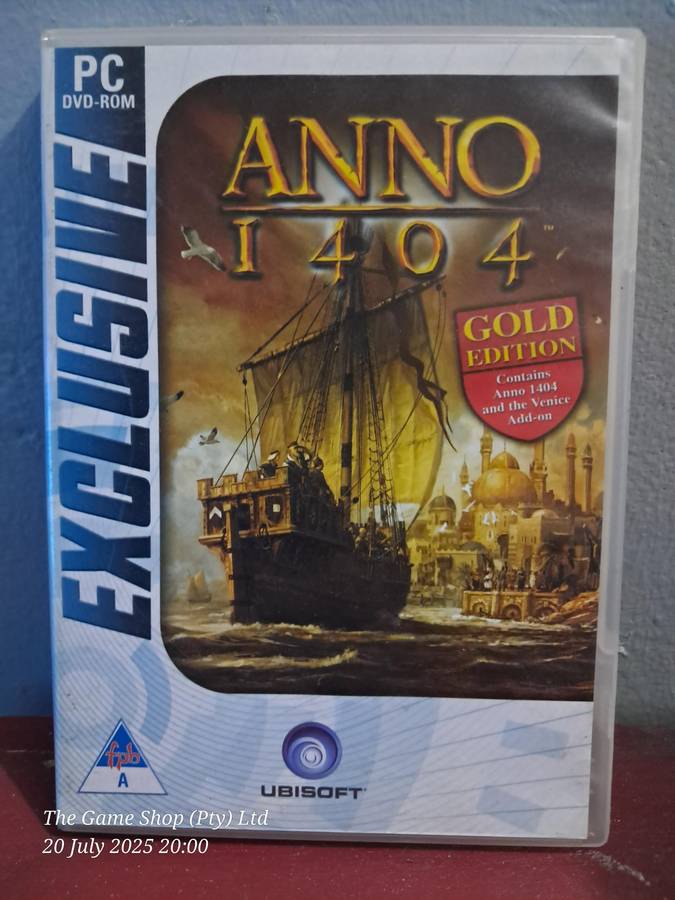 PC
DVD-ROM
EXCLUSIVE
ANNO
1404™
GOLD
EDITION
Contains
Anno 1404
and the Venice
Add-on
fpb
A
UBISOFT
The Game Shop (Pty) Ltd
20 July 2025 20:00